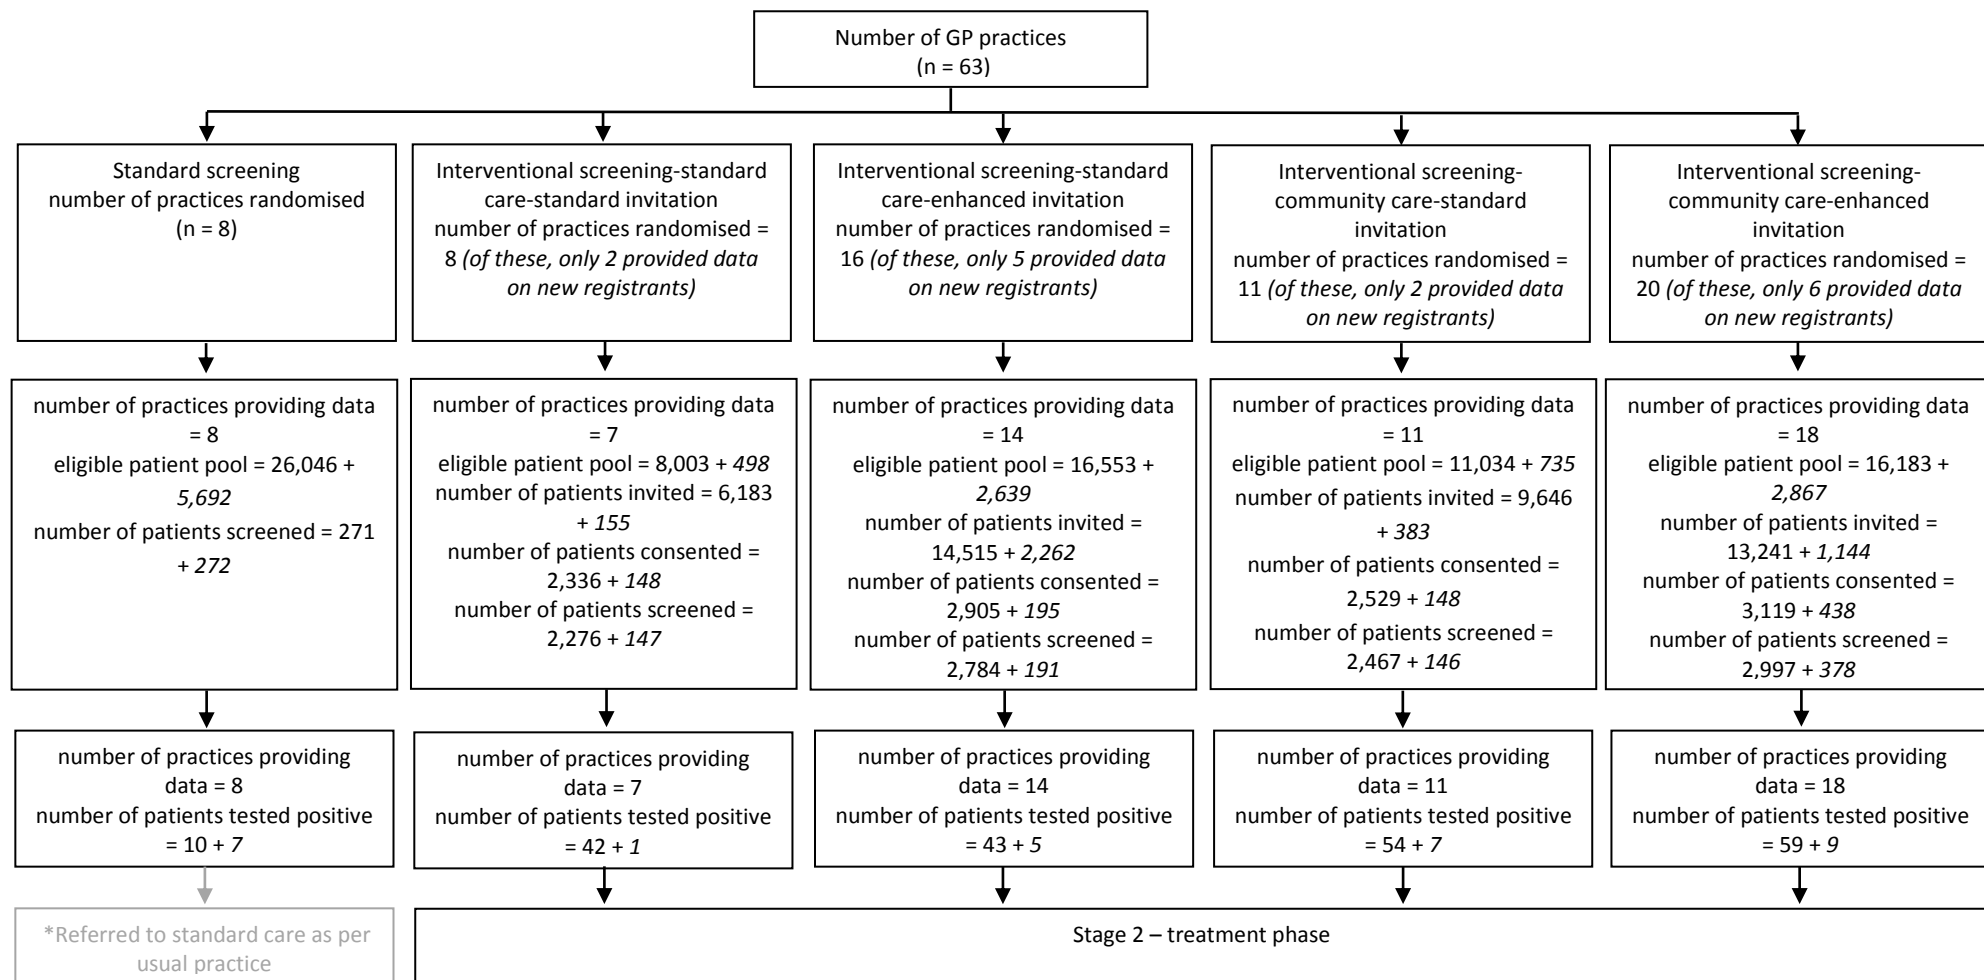 Number of GP practices
(n = 63)
Standard screening
number of practices randomised
(n = 8)
Interventional screening-standard
care-standard invitation
number of practices randomised =
8 (of these, only 2 provided data
on new registrants)
Interventional screening-standard
care-enhanced invitation
number of practices randomised =
16 (of these, only 5 provided data
on new registrants)
Interventional screening-
community care-standard
invitation
number of practices randomised =
11 (of these, only 2 provided data
on new registrants)
Interventional screening-
community care-enhanced
invitation
number of practices randomised =
20 (of these, only 6 provided data
on new registrants)
number of practices providing data
= 8
eligible patient pool = 26,046 +
5,692
number of patients screened = 271
+ 272
number of practices providing data
= 7
eligible patient pool = 8,003 + 498
number of patients invited = 6,183
+ 155
number of patients consented =
2,336 + 148
number of patients screened =
2,276 + 147
number of practices providing data
= 14
eligible patient pool = 16,553 +
2,639
number of patients invited =
14,515 + 2,262
number of patients consented =
2,905 + 195
number of patients screened =
2,784 + 191
number of practices providing data
= 11
eligible patient pool = 11,034 + 735
number of patients invited = 9,646
+ 383
number of patients consented =
2,529 + 148
number of patients screened =
2,467 + 146
number of practices providing data
= 18
eligible patient pool = 16,183 +
2,867
number of patients invited =
13,241 + 1,144
number of patients consented =
3,119 + 438
number of patients screened =
2,997 + 378
number of practices providing
data = 8
number of patients tested positive
= 10 + 7
number of practices providing
data = 7
number of patients tested positive
= 42 + 1
number of practices providing
data = 14
number of patients tested positive
= 43 + 5
number of practices providing
data = 11
number of patients tested positive
= 54 + 7
number of practices providing
data = 18
number of patients tested positive
= 59 + 9
*Referred to standard care as per
usual practice
Stage 2 – treatment phase